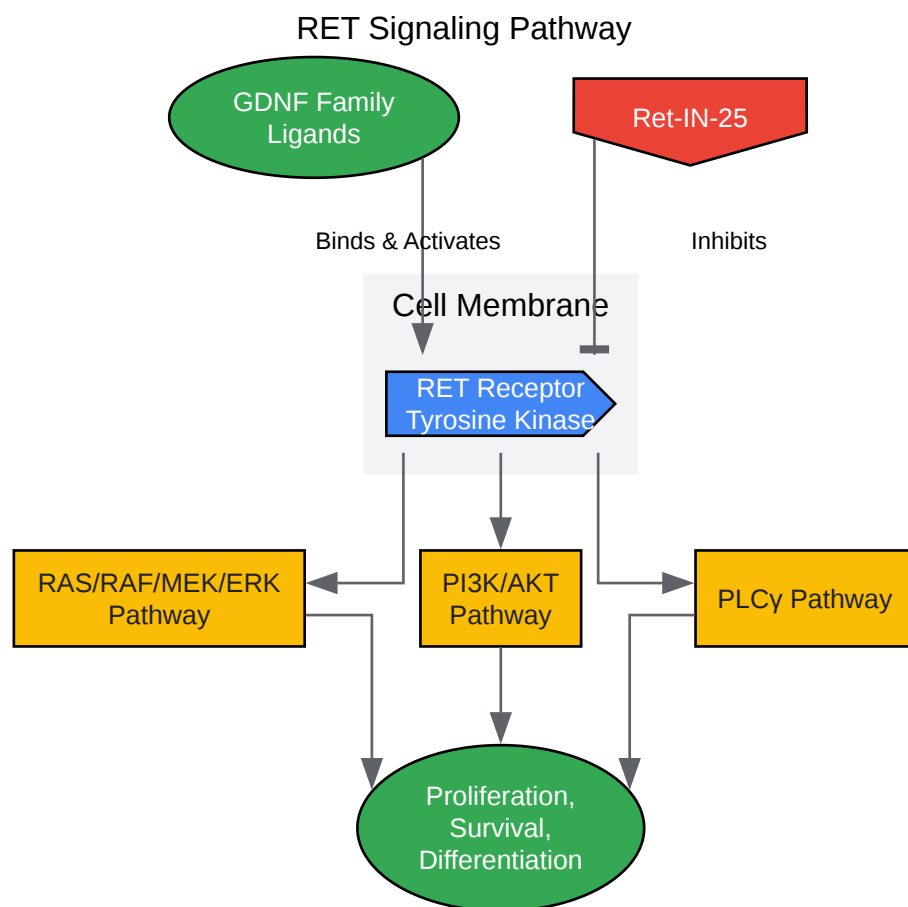 RET Signaling Pathway
GDNF Family
Ligands
Ret-IN-25
Binds & Activates
Inhibits
Cell Membrane
RET Receptor
Tyrosine Kinase
RAS/RAF/MEK/ERK
Pathway
PI3K/AKT
Pathway
PLCγ Pathway
Proliferation,
Survival,
Differentiation